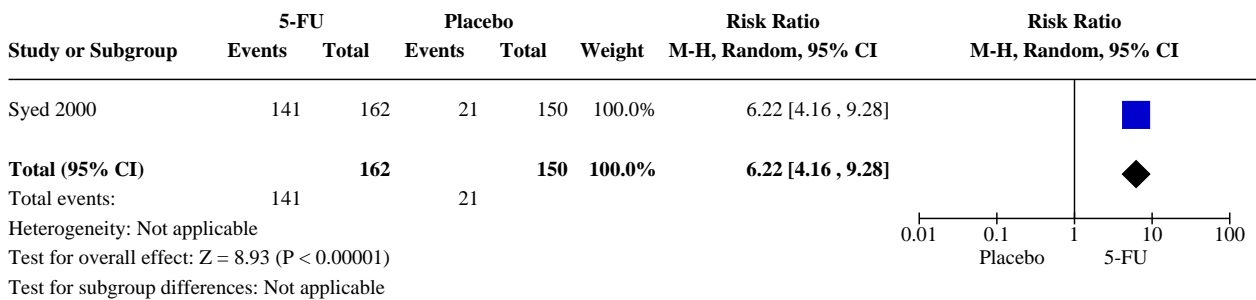 5-FU Placebo Risk Ratio Risk Ratio
Study or Subgroup Events Total Events Total Weight M-H, Random, 95% CI M-H, Random, 95% CI
Syed 2000 141 162 21 150 100.0% 6.22 [4.16 , 9.28]
Total (95% CI) 162 150 100.0% 6.22 [4.16 , 9.28]
Total events: 141 21
Heterogeneity: Not applicable
0.01 0.1 1 10 100
Test for overall effect: Z = 8.93 (P < 0.00001)
Placebo 5-FU
Test for subgroup differences: Not applicable